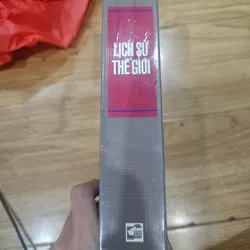 LỊCH SỬ
THẾ GIỚI